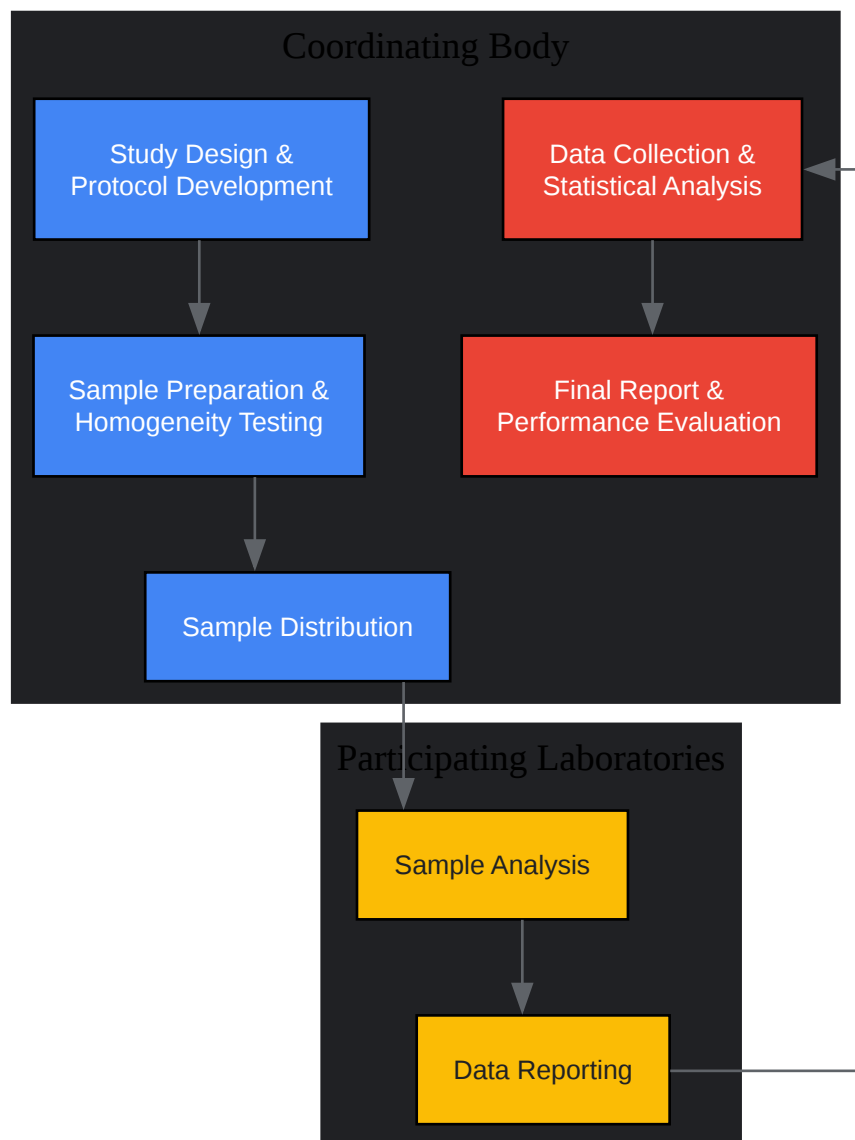 Coordinating Body
Study Design &
Protocol Development
Sample Preparation &
Homogeneity Testing
Sample Distribution
Data Collection &
Statistical Analysis
Final Report &
Performance Evaluation
Participating Laboratories
Sample Analysis
Data Reporting